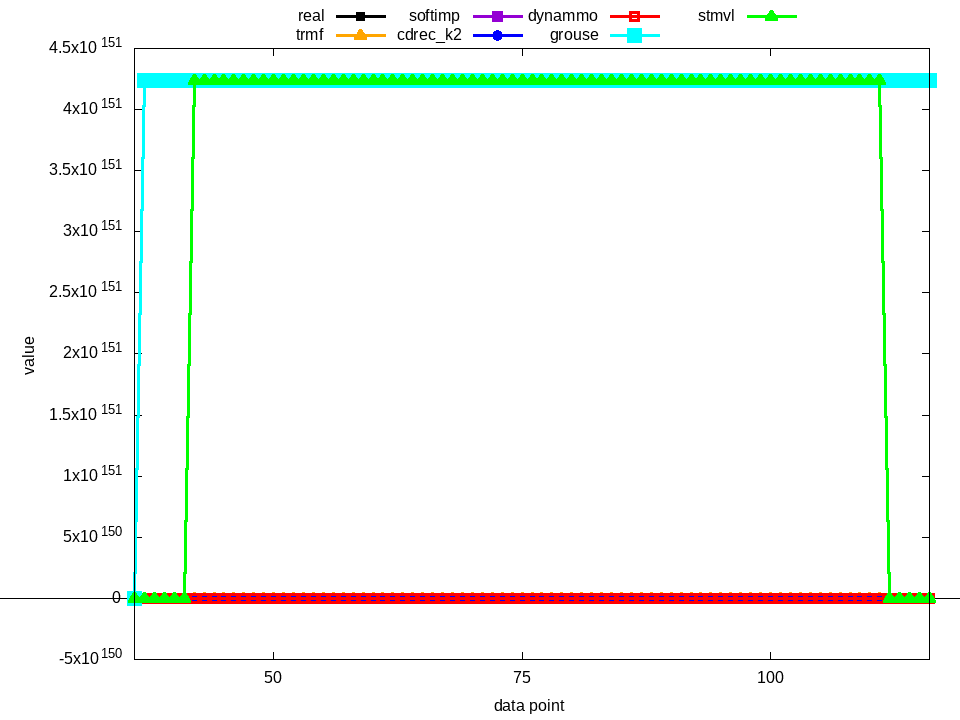 real softimp dynammo stmvl
trmf cdrec_k2 grouse
4.5x10 151
4x10 151
3.5x10 151
3x10 151
2.5x10 151
2x10 151
1.5x10 151
1x10 151
5x10 150
0
-5x10 150
value
50 75 100
data point